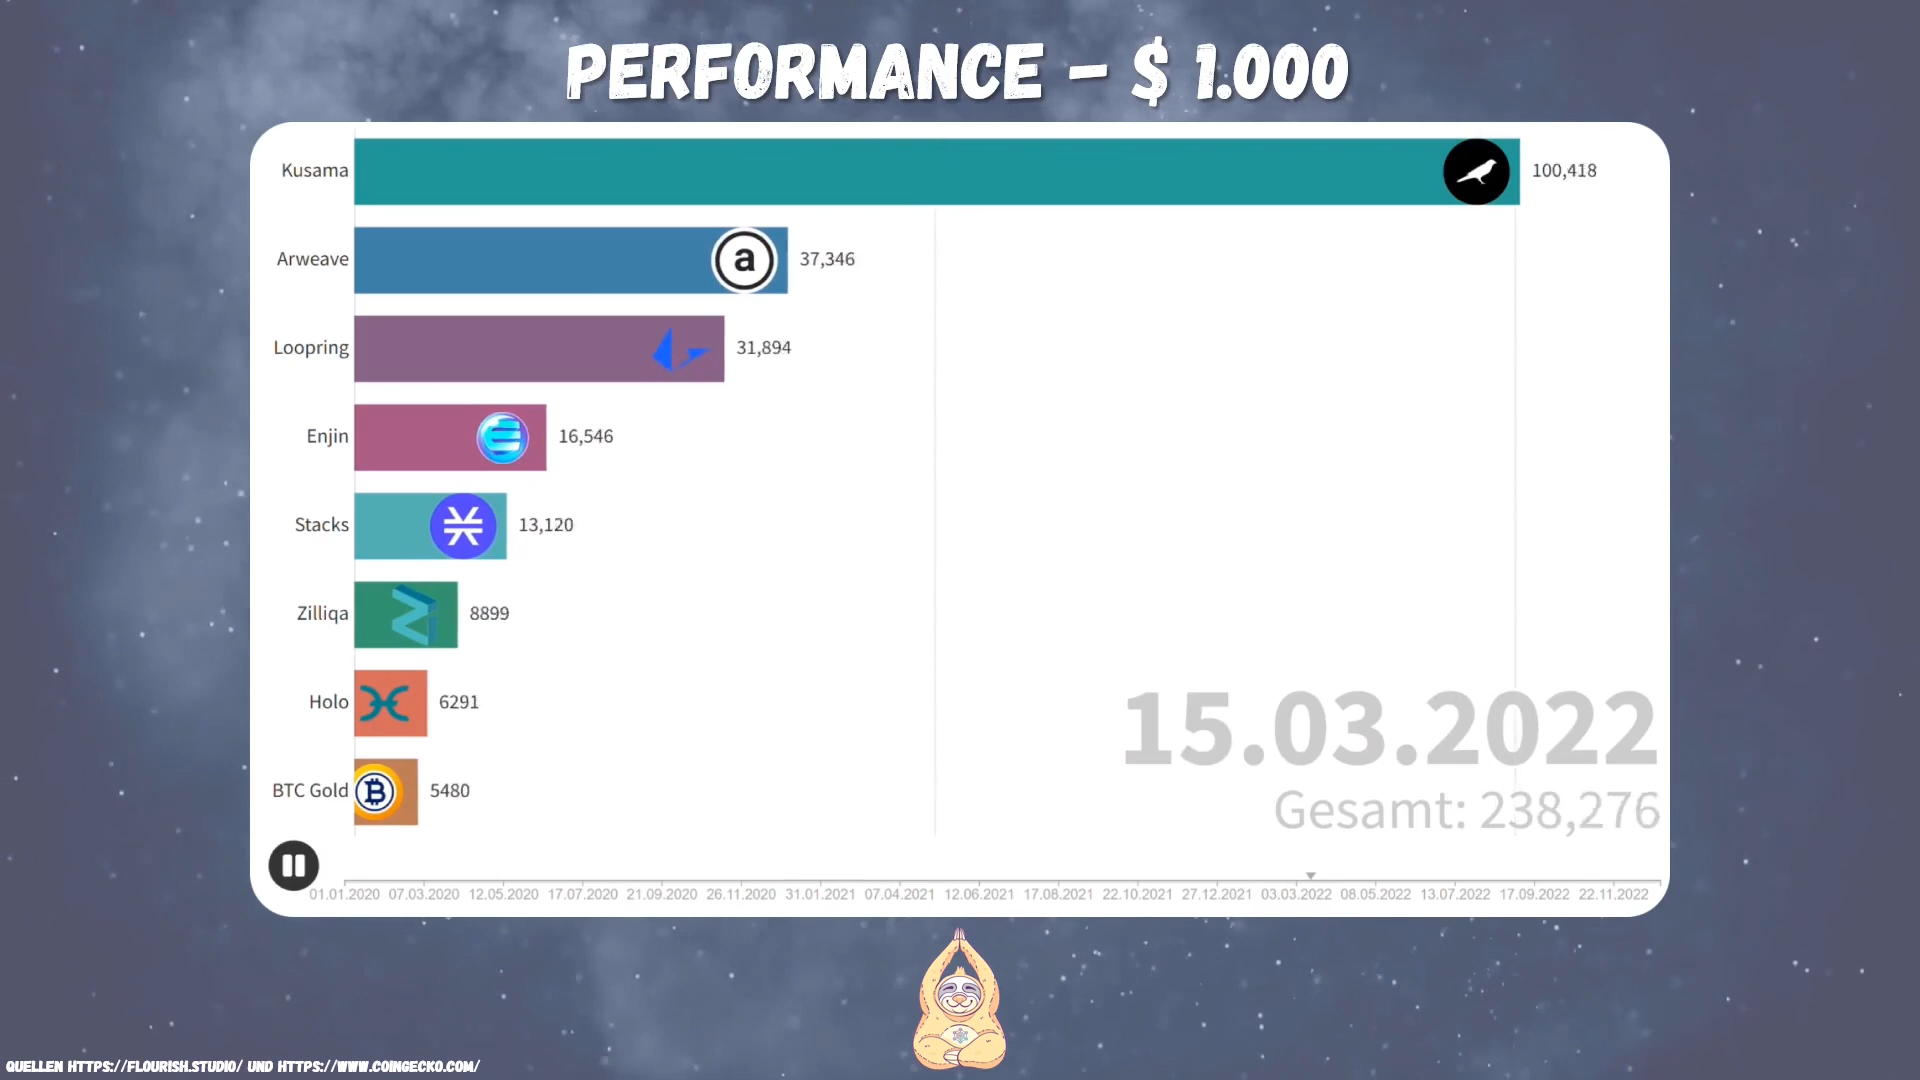 PERFORMANCE – $ 1.000
Kusama 100,418
Arweave a 37,346
Loopring 31,894
Enjin 16,546
Stacks 13,120
Zilliqa 8899
Holo 6291
BTC Gold 5480
15.03.2022
Gesamt: 238,276
01.01.2020 07.03.2020 12.05.2020 17.07.2020 21.09.2020 26.11.2020 31.01.2021 07.04.2021 12.06.2021 17.08.2021 22.10.2021 27.12.2021 03.03.2022 08.05.2022 13.07.2022 17.09.2022 22.11.2022
QUELLEN HTTPS://FLOURISH.STUDIO/ UND HTTPS://WWW.COINGECKO.COM/